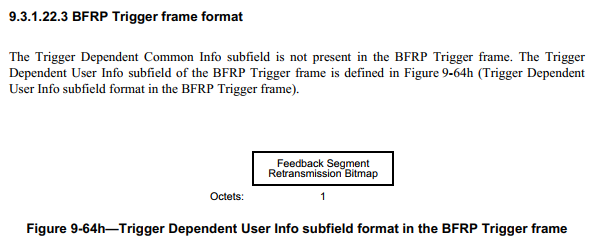 9.3.1.22.3 BFRP Trigger frame format
The Trigger Dependent Common Info subfield is not present in the BFRP Trigger frame. The Trigger
Dependent User Info subfield of the BFRP Trigger frame is defined in Figure 9-64h (Trigger Dependent
User Info subfield format in the BFRP Trigger frame).
Feedback Segment
Retransmission Bitmap
Octets: 1
Figure 9-64h—Trigger Dependent User Info subfield format in the BFRP Trigger frame